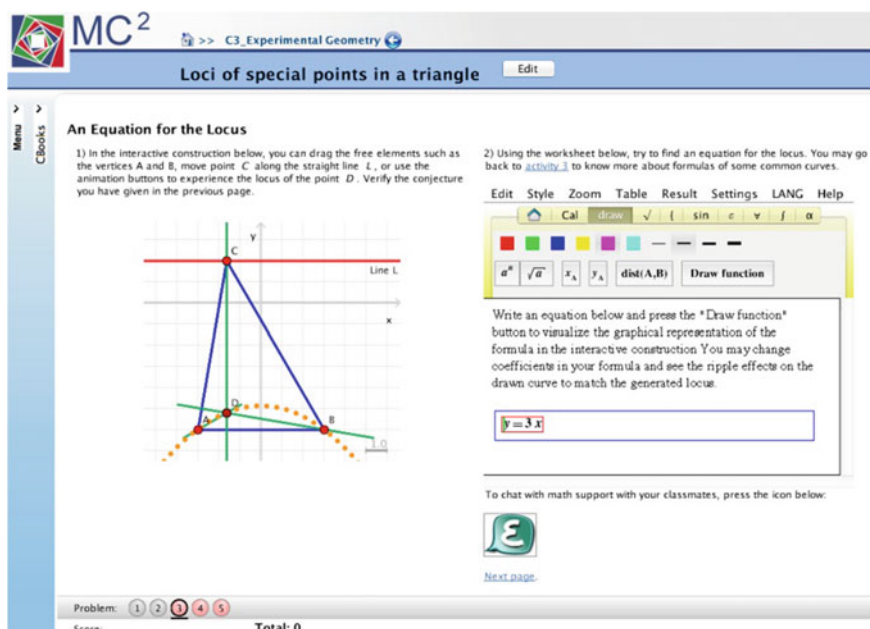 MC²
>> C3_Experimental Geometry
Loci of special points in a triangle
Edit
Menu
CBooks
An Equation for the Locus
1) In the interactive construction below, you can drag the free elements such as
the vertices A and B, move point C along the straight line L, or use the
animation buttons to experience the locus of the point D. Verify the conjecture
you have given in the previous page.
y
C
Line L
x
D
A
B
1.0
2) Using the worksheet below, try to find an equation for the locus. You may go
back to activity 3 to know more about formulas of some common curves.
Edit Style Zoom Table Result Settings LANG Help
Cal draw √ { sin ε ∀ ∫ α
aⁿ √a x_A y_A dist(A,B) Draw function
Write an equation below and press the "Draw function"
button to visualize the graphical representation of the
formula in the interactive construction You may change
coefficients in your formula and see the ripple effects on the
drawn curve to match the generated locus.
y = 3 x
To chat with math support with your classmates, press the icon below:
ε
Next page.
Problem: 1 2 3 4 5
Score: Total: 0